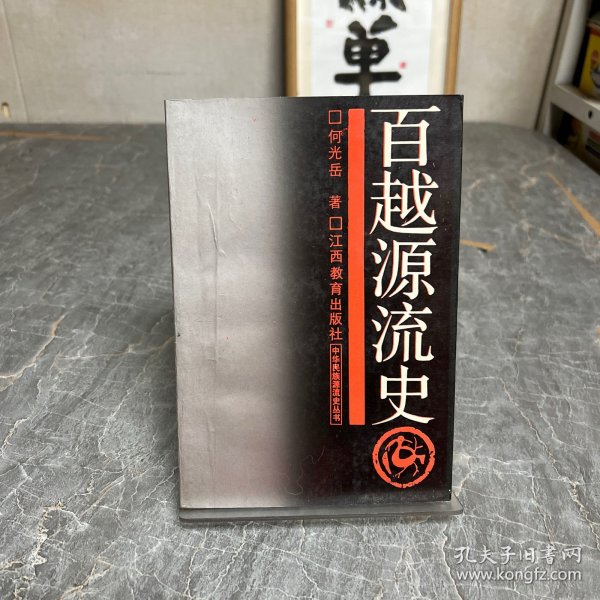 百越源流史
□何光岳 著□江西教育出版社
中华民族源流史丛书
单
孔夫子旧书网
www.kongfz.com